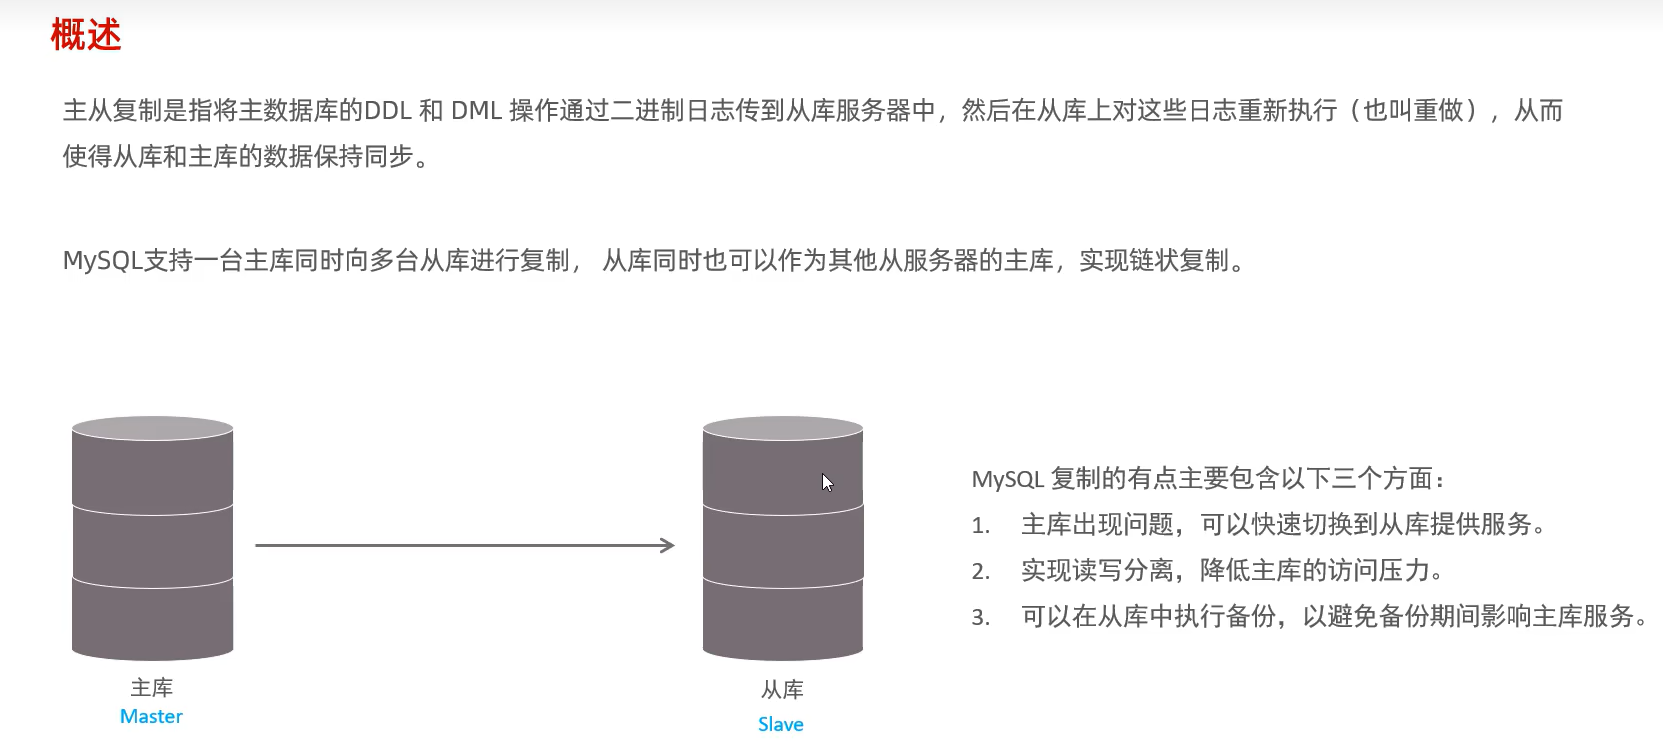 概述
主从复制是指将主数据库的DDL 和 DML 操作通过二进制日志传到从库服务器中，然后在从库上对这些日志重新执行（也叫重做），从而
使得从库和主库的数据保持同步。
MySQL支持一台主库同时向多台从库进行复制， 从库同时也可以作为其他从服务器的主库，实现链状复制。
MySQL 复制的有点主要包含以下三个方面：
1. 主库出现问题，可以快速切换到从库提供服务。
2. 实现读写分离，降低主库的访问压力。
3. 可以在从库中执行备份，以避免备份期间影响主库服务。
主库
Master
从库
Slave